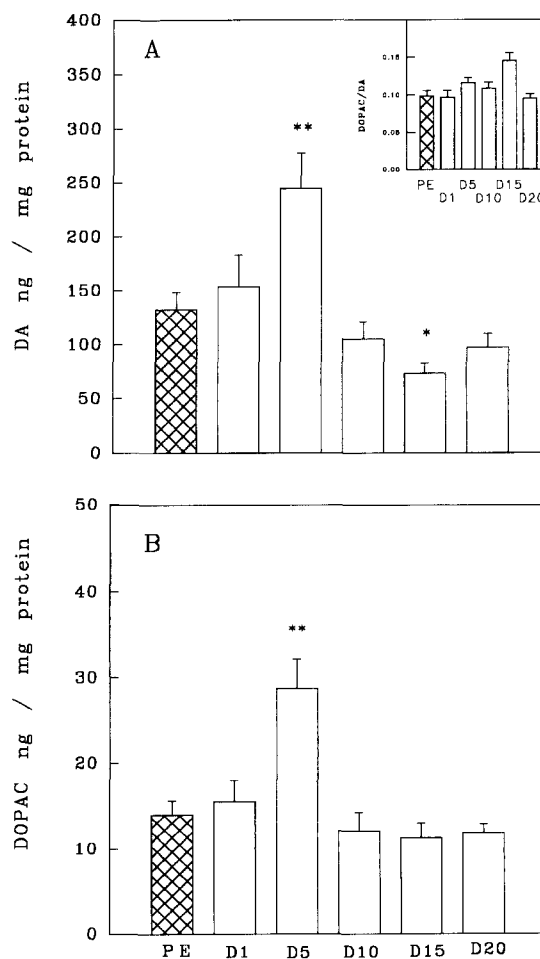 A
DA ng / mg protein
400
350
300
250
200
150
100
50
0
**
*
DOPAC/DA
0.15
0.10
0.05
0.00
PE D5 D15
D1 D10 D20
B
DOPAC ng / mg protein
50
40
30
20
10
0
**
PE D1 D5 D10 D15 D20